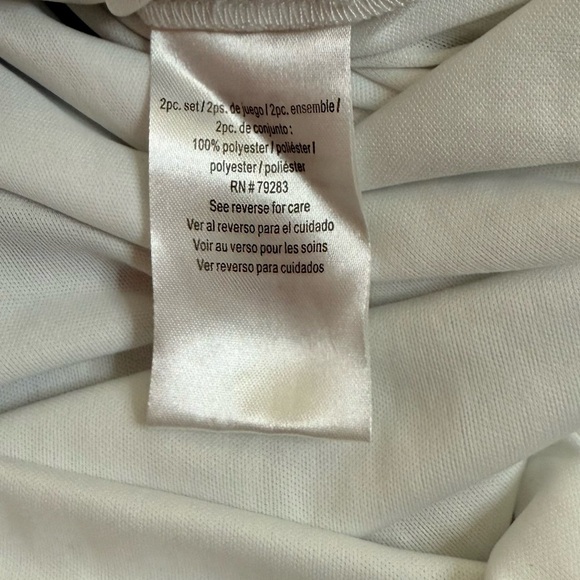 2pc. set / 2ps. de juego / 2pc. ensemble /
2pc. de conjunto :
100% polyester / poliéster /
polyester / poliéster
RN # 79283
See reverse for care
Ver al reverso para el cuidado
Voir au verso pour les soins
Ver reverso para cuidados